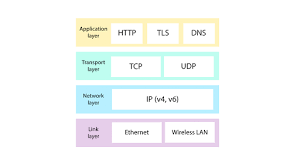 Application
layer
HTTP
TLS
DNS
Transport
layer
TCP
UDP
Network
layer
IP (v4, v6)
Link
layer
Ethernet
Wireless LAN